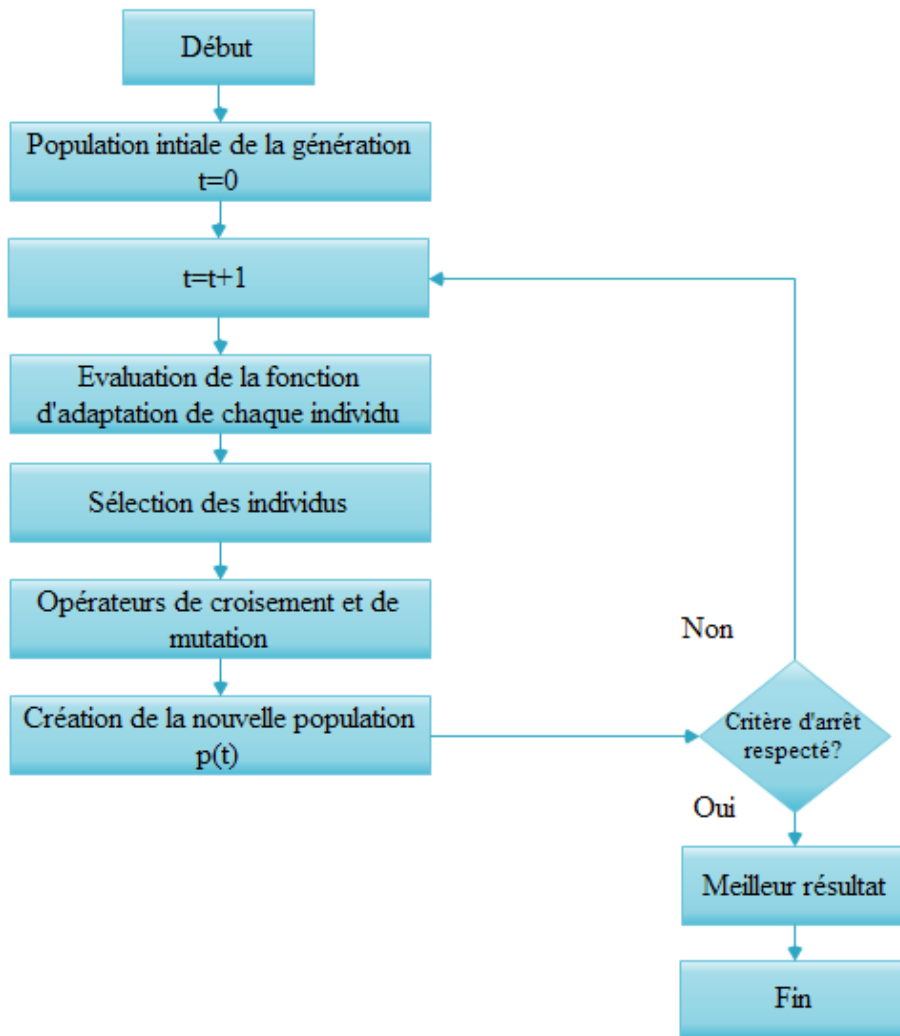 Début
Population intiale de la génération
t=0
t=t+1
Evaluation de la fonction
d'adaptation de chaque individu
Sélection des individus
Opérateurs de croisement et de
mutation
Création de la nouvelle population
p(t)
Non
Critère d'arrêt
respecté?
Oui
Meilleur résultat
Fin